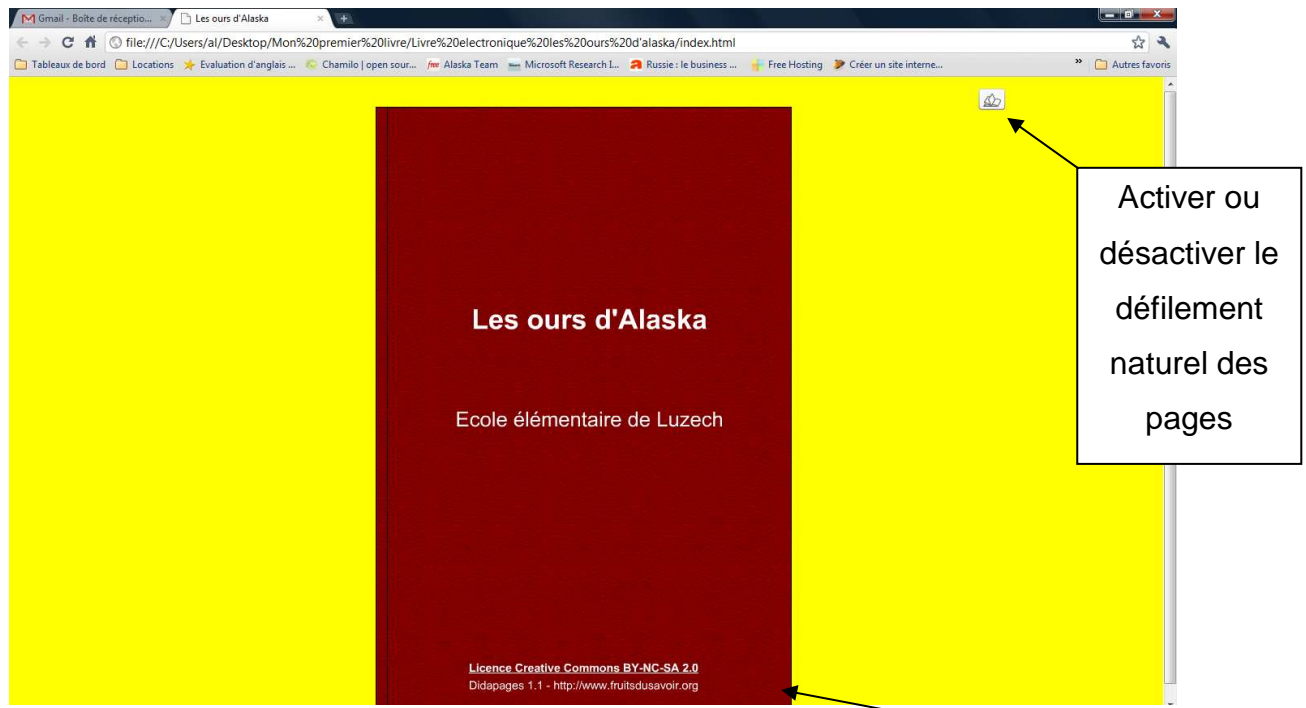 Gmail - Boîte de réceptio...
Les ours d'Alaska
file:///C:/Users/al/Desktop/Mon%20premier%20livre/Livre%20electronique%20les%20ours%20d'alaska/index.html
Tableaux de bord Locations Evaluation d'anglais ... Chamilo | open sour... free Alaska Team Microsoft Research I... Russie : le business ... Free Hosting Créer un site interne... » Autres favoris
Activer ou
désactiver le
défilement
naturel des
pages
Les ours d'Alaska
Ecole élémentaire de Luzech
Licence Creative Commons BY-NC-SA 2.0
Didapages 1.1 - http://www.fruitsdusavoir.org